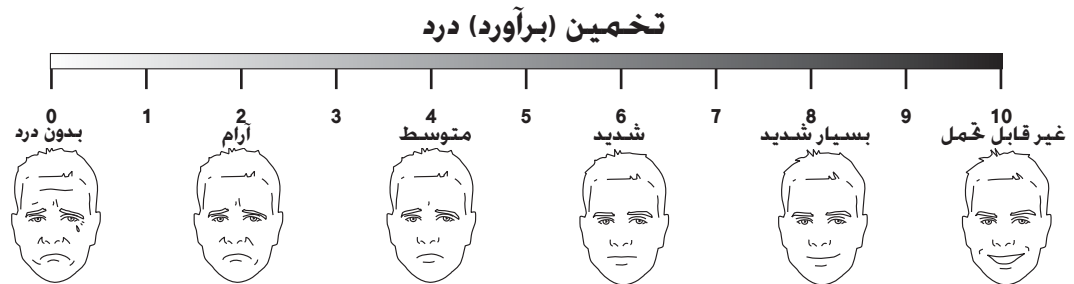 تخمین (برآورد) درد
0 1 2 3 4 5 6 7 8 9 10
بدون درد آرام متوسط شدید بسیار شدید غیر قابل تحمل